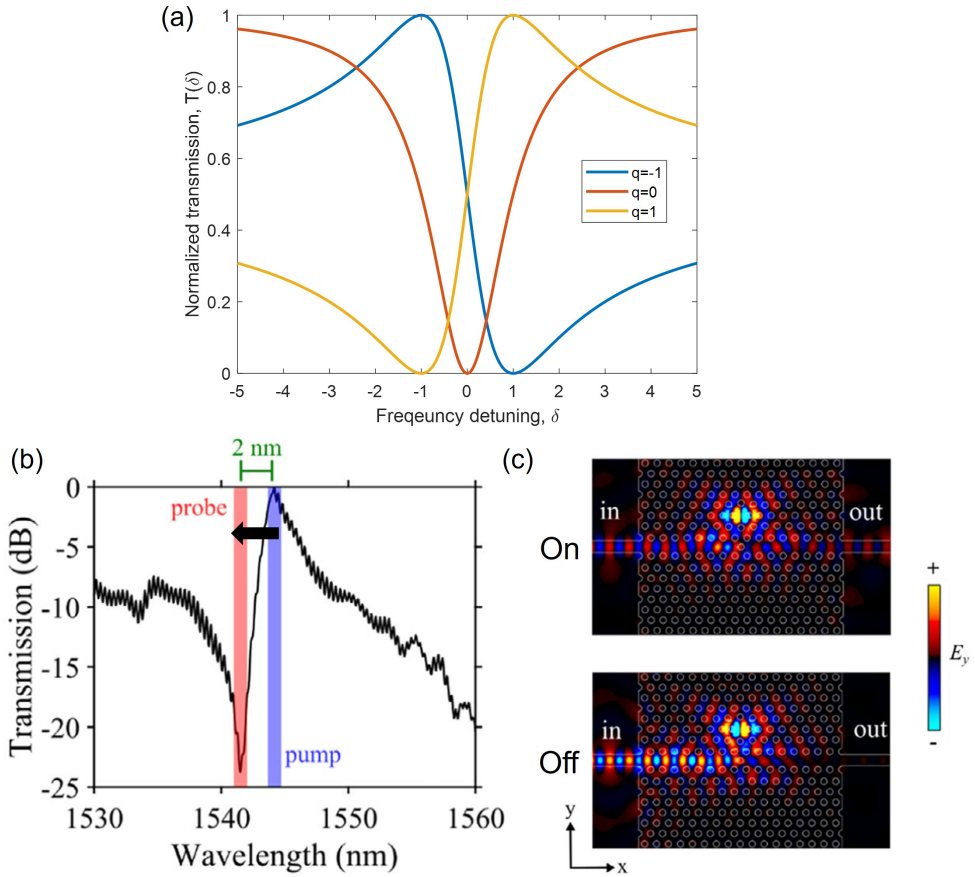 (a)
Normalized transmission, T(δ)
1
0.8
0.6
0.4
0.2
0
-5 -4 -3 -2 -1 0 1 2 3 4 5
Freqeuncy detuning, δ
q=-1
q=0
q=1
(b)
2 nm
Transmission (dB)
0
-5
-10
-15
-20
-25
probe
pump
1530 1540 1550 1560
Wavelength (nm)
(c)
On
in
out
Off
in
out
y
x
+
E_y
-